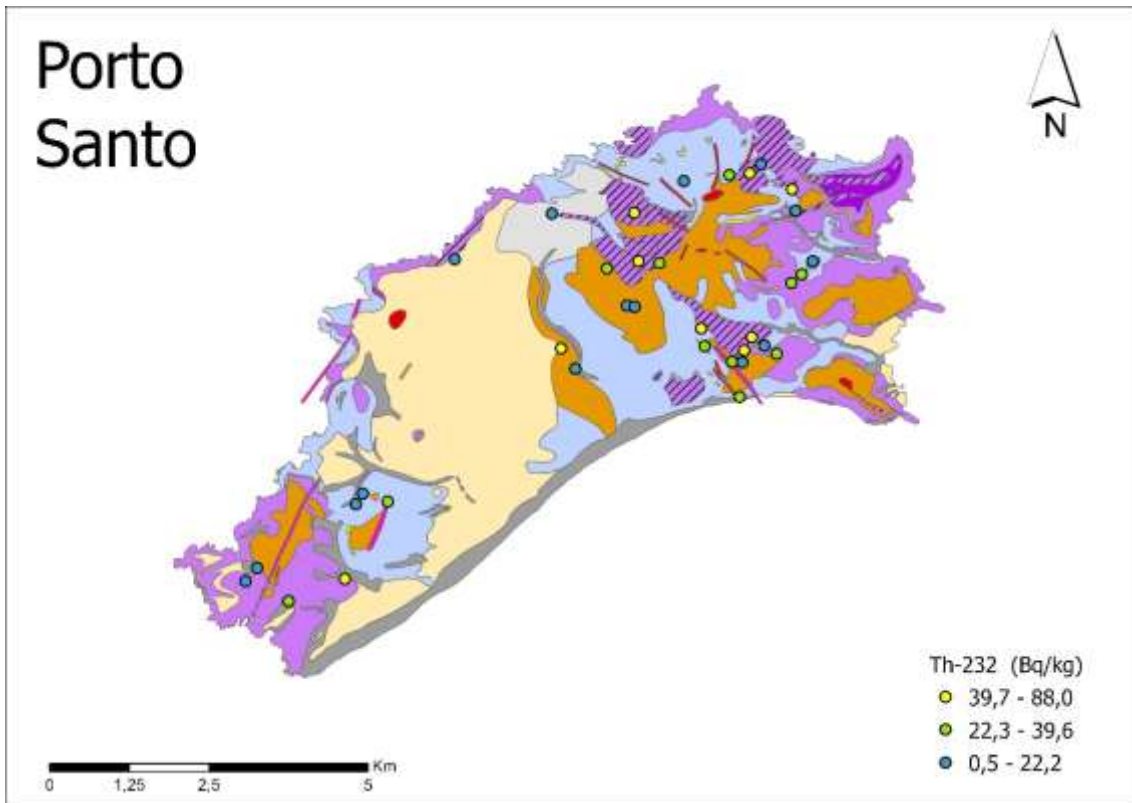 Porto
Santo
N
Th-232 (Bq/kg)
39,7 - 88,0
22,3 - 39,6
0,5 - 22,2
Km
0 1,25 2,5 5